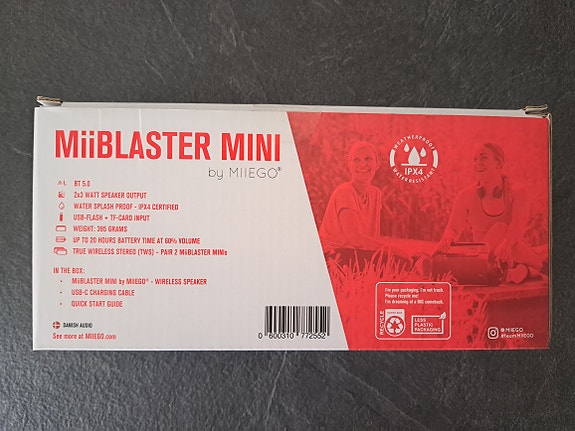 MiiBLASTER MINI
by MIIEGO®
BT 5.0
2x3 WATT SPEAKER OUTPUT
WATER SPLASH PROOF - IPX4 CERTIFIED
USB-FLASH + TF-CARD INPUT
WEIGHT: 395 GRAMS
UP TO 20 HOURS BATTERY TIME AT 60% VOLUME
TRUE WIRELESS STEREO (TWS) - PAIR 2 MiiBLASTER MINIs
IN THE BOX:
• MiiBLASTER MINI by MIIEGO® - WIRELESS SPEAKER
• USB-C CHARGING CABLE
• QUICK START GUIDE
DANISH AUDIO
See more at MIIEGO.com
0 600310 772552
WEATHERPROOF
IPX4
WATER RESISTANT
I'm your packaging. I'm not trash.
Please recycle me!
I'm dreaming of a BIG comeback.
RECYCLE
LESS
PLASTIC
PACKAGING
@MIIEGO
#teamMIIEGO